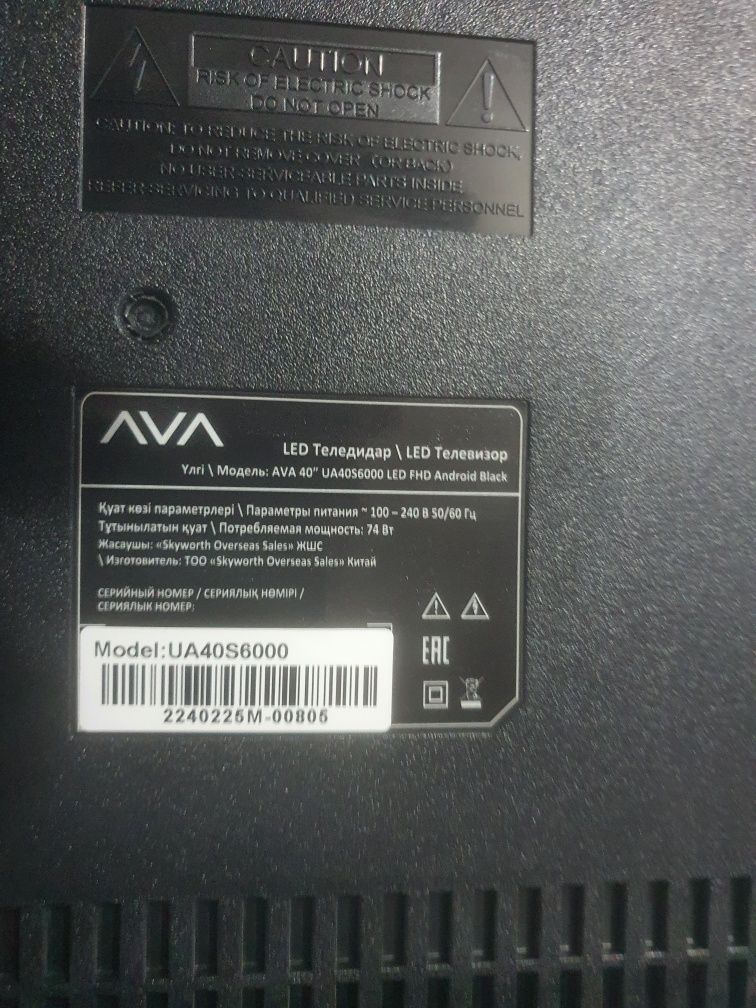 CAUTION
RISK OF ELECTRIC SHOCK
DO NOT OPEN
CAUTION: TO REDUCE THE RISK OF ELECTRIC SHOCK,
DO NOT REMOVE COVER (OR BACK)
NO USER-SERVICEABLE PARTS INSIDE
REFER SERVICING TO QUALIFIED SERVICE PERSONNEL
AVA
LED Теледидар \ LED Телевизор
Үлгі \ Модель: AVA 40" UA40S6000 LED FHD Android Black
Қуат көзі параметрлері \ Параметры питания ~ 100 – 240 В 50/60 Гц
Тұтынылатын қуат \ Потребляемая мощность: 74 Вт
Жасаушы: «Skyworth Overseas Sales» ЖШС
\ Изготовитель: ТОО «Skyworth Overseas Sales» Китай
СЕРИЙНЫЙ НОМЕР / СЕРИЯЛЫҚ НӨМІРІ /
СЕРИЯЛЫК НОМЕР:
EAC
Model:UA40S6000
2240225M-00805